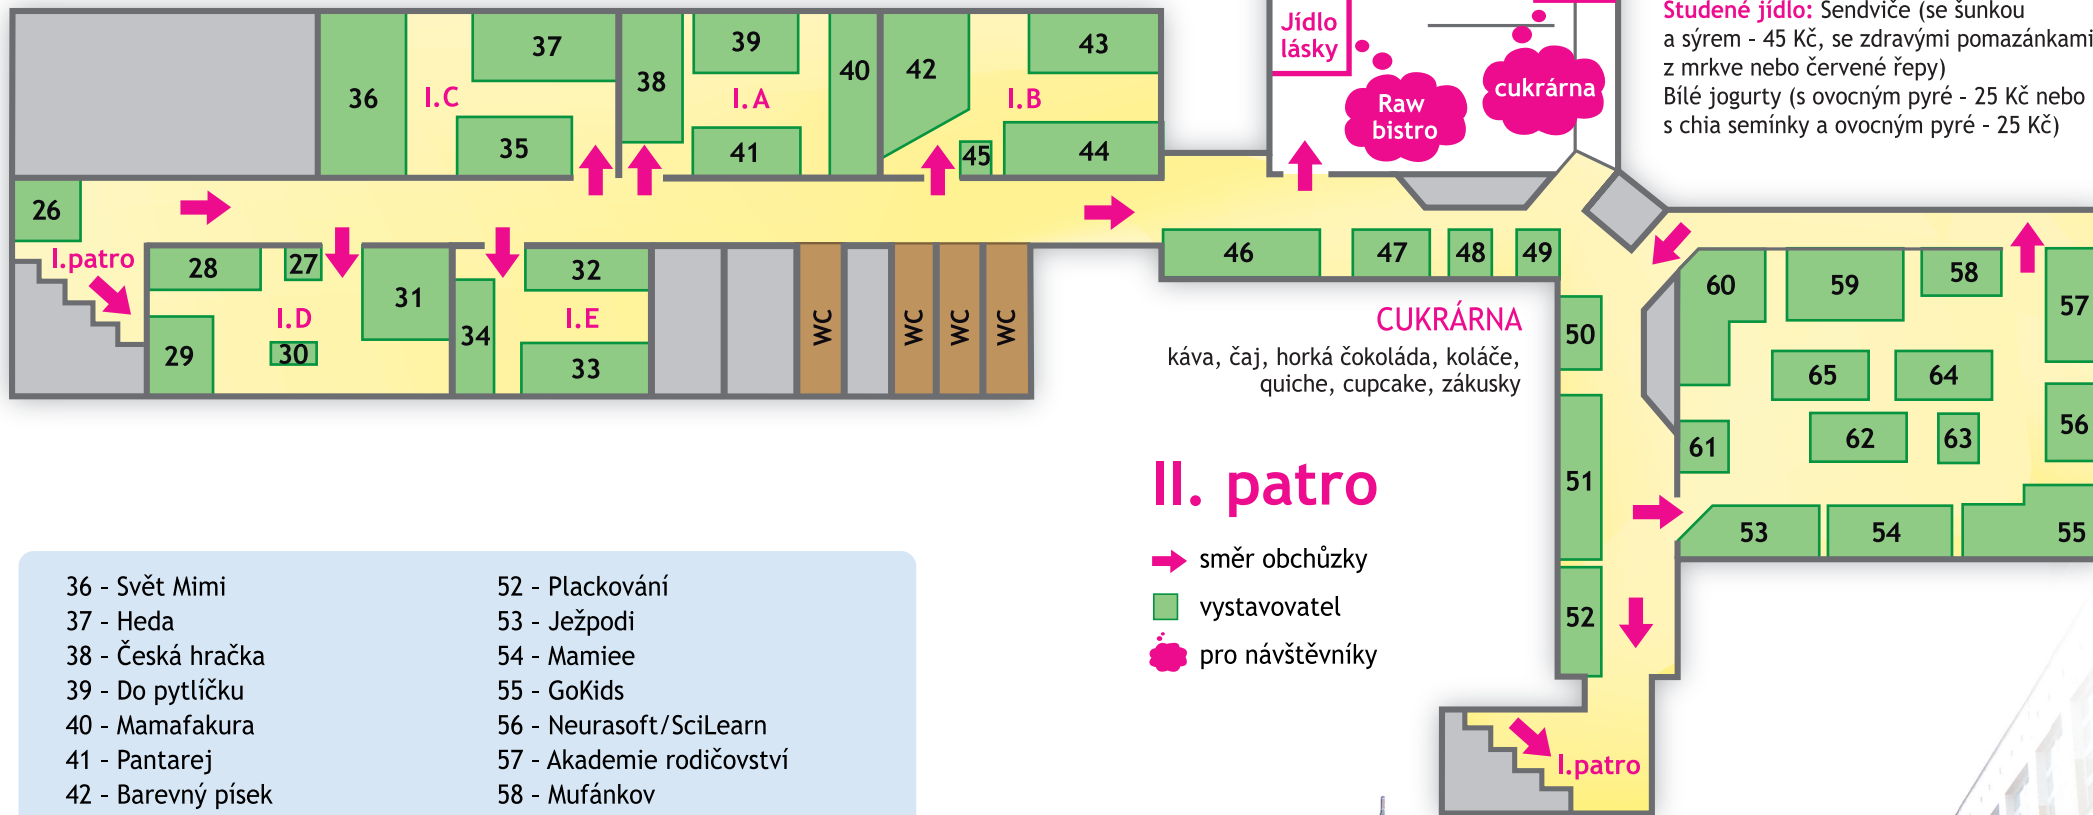 37
39
43
36
I.C
38
I.A
40
42
I.B
35
41
45
44
26
I.patro
28
27
31
32
I.D
34
I.E
29
30
33
WC
WC
WC
WC
Jídlo
lásky
Raw
bistro
cukrárna
Studené jídlo: Sendviče (se šunkou
a sýrem - 45 Kč, se zdravými pomazánkami
z mrkve nebo červené řepy)
Bílé jogurty (s ovocným pyré - 25 Kč nebo
s chia semínky a ovocným pyré - 25 Kč)
46
47
48
49
60
59
58
57
50
65
64
61
62
63
56
51
53
54
55
52
I.patro
CUKRÁRNA
káva, čaj, horká čokoláda, koláče,
quiche, cupcake, zákusky
II. patro
směr obchůzky
vystavovatel
pro návštěvníky
36 - Svět Mimi
37 - Heda
38 - Česká hračka
39 - Do pytlíčku
40 - Mamafakura
41 - Pantarej
42 - Barevný písek
52 - Plackování
53 - Ježpodi
54 - Mamiee
55 - GoKids
56 - Neurasoft/SciLearn
57 - Akademie rodičovství
58 - Mufánkov